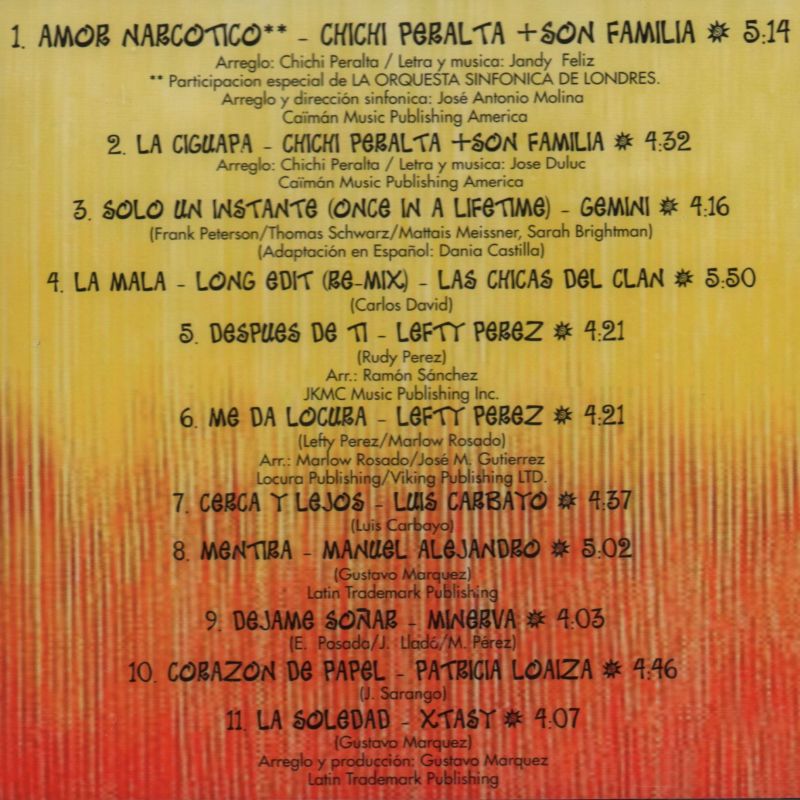 1. AMOR NARCOTICO** - CHICHI PERALTA +SON FAMILIA ✹ 5:14
Arreglo: Chichi Peralta / Letra y musica: Jandy Feliz
** Participacion especial de LA ORQUESTA SINFONICA DE LONDRES.
Arreglo y dirección sinfonica: José Antonio Molina
Caïmán Music Publishing America
2. LA CIGUAPA - CHICHI PERALTA +SON FAMILIA ✹ 4:32
Arreglo: Chichi Peralta / Letra y musica: Jose Duluc
Caïmán Music Publishing America
3. SOLO UN INSTANTE (ONCE IN A LIFETIME) - GEMINI ✹ 4:16
(Frank Peterson/Thomas Schwarz/Mattais Meissner, Sarah Brightman)
(Adaptación en Español: Dania Castilla)
4. LA MALA - LONG EDIT (RE-MIX) - LAS CHICAS DEL CLAN ✹ 5:50
(Carlos David)
5. DESPUES DE TI - LEFTY PEREZ ✹ 4:21
(Rudy Perez)
Arr.: Ramón Sánchez
JKMC Music Publishing Inc.
6. ME DA LOCURA - LEFTY PEREZ ✹ 4:21
(Lefty Perez/Marlow Rosado)
Arr.: Marlow Rosado/José M. Gutierrez
Locura Publishing/Viking Publishing LTD.
7. CERCA Y LEJOS - LUIS CARBAYO ✹ 4:37
(Luis Carbayo)
8. MENTIRA - MANUEL ALEJANDRO ✹ 5:02
(Gustavo Marquez)
Latin Trademark Publishing
9. DEJAME SOÑAR - MINERVA ✹ 4:03
(E. Posada/J. Lladó/M. Pérez)
10. CORAZON DE PAPEL - PATRICIA LOAIZA ✹ 4:46
(J. Sarango)
11. LA SOLEDAD - XTASY ✹ 4:07
(Gustavo Marquez)
Arreglo y producción: Gustavo Marquez
Latin Trademark Publishing